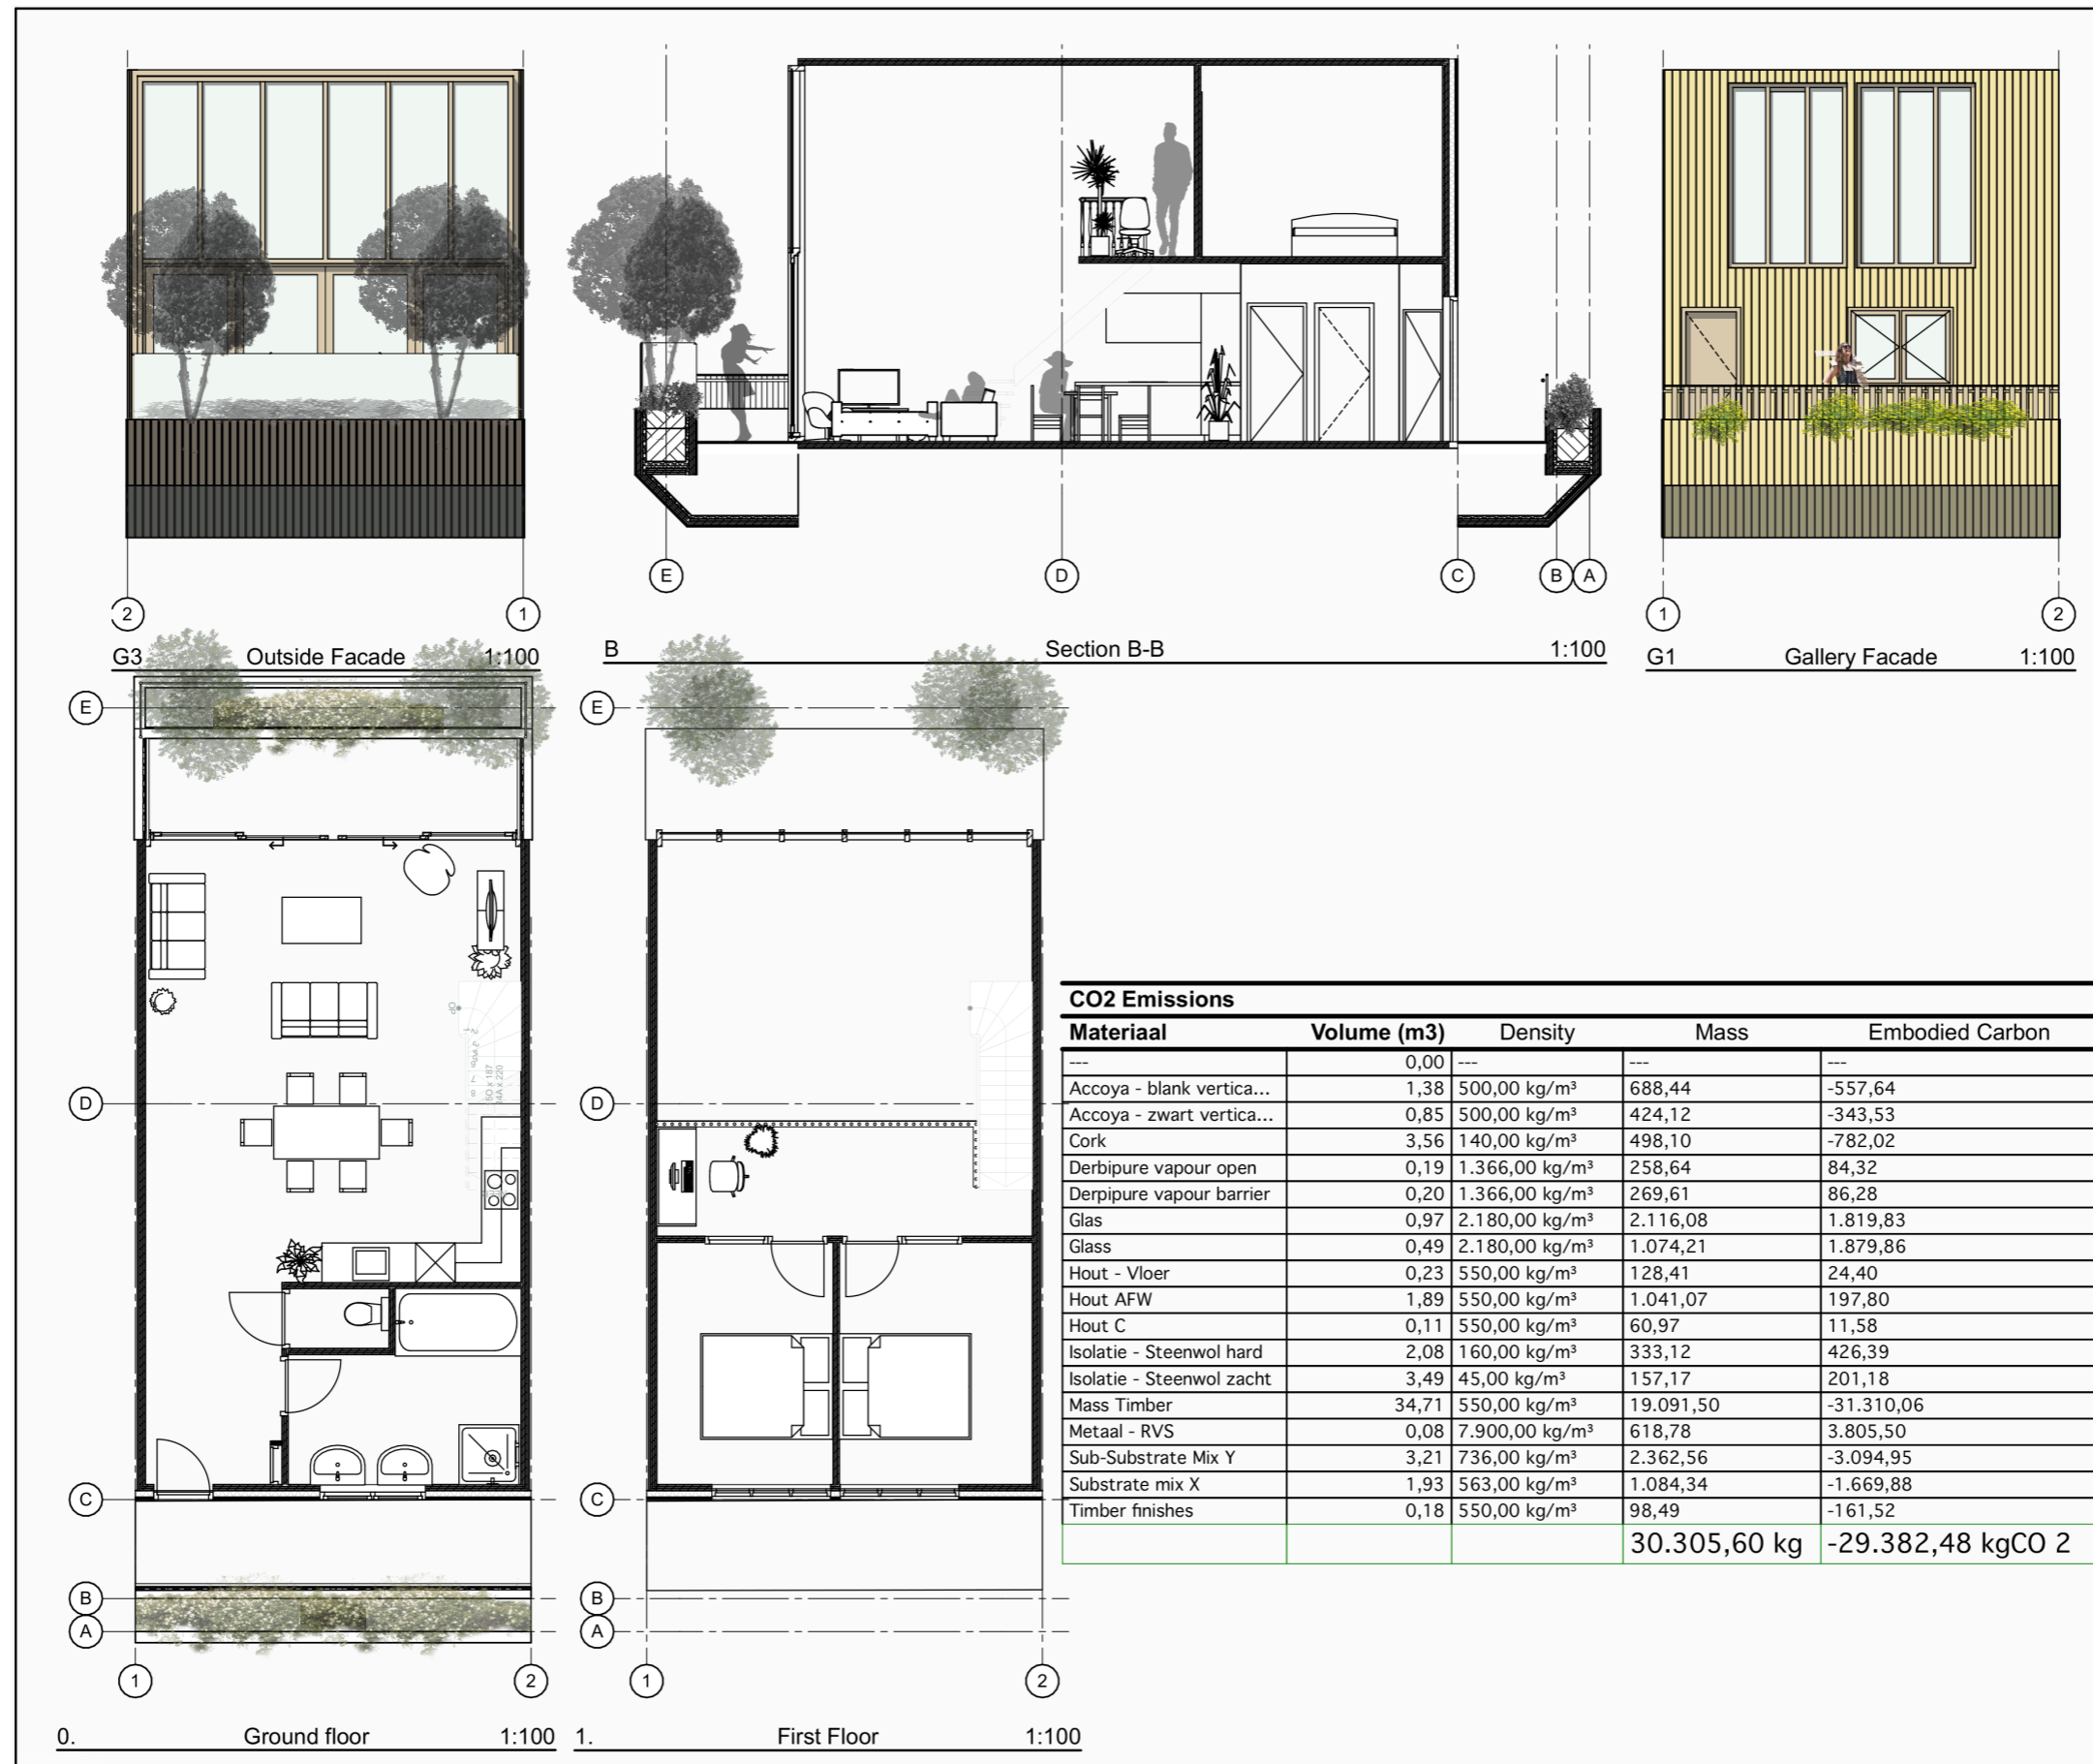 E
D
C
B
A
2
1
1
2
G3 Outside Facade 1:100
B Section B-B 1:100
G1 Gallery Facade 1:100
E
E
D
D
C
C
B
B
A
A
1
2
1
2
0. Ground floor 1:100
1. First Floor 1:100
CO2 Emissions
Materiaal Volume (m3) Density Mass Embodied Carbon
--- 0,00 --- --- ---
Accoya - blank vertica... 1,38 500,00 kg/m³ 688,44 -557,64
Accoya - zwart vertica... 0,85 500,00 kg/m³ 424,12 -343,53
Cork 3,56 140,00 kg/m³ 498,10 -782,02
Derbipure vapour open 0,19 1.366,00 kg/m³ 258,64 84,32
Derpipure vapour barrier 0,20 1.366,00 kg/m³ 269,61 86,28
Glas 0,97 2.180,00 kg/m³ 2.116,08 1.819,83
Glass 0,49 2.180,00 kg/m³ 1.074,21 1.879,86
Hout - Vloer 0,23 550,00 kg/m³ 128,41 24,40
Hout AFW 1,89 550,00 kg/m³ 1.041,07 197,80
Hout C 0,11 550,00 kg/m³ 60,97 11,58
Isolatie - Steenwol hard 2,08 160,00 kg/m³ 333,12 426,39
Isolatie - Steenwol zacht 3,49 45,00 kg/m³ 157,17 201,18
Mass Timber 34,71 550,00 kg/m³ 19.091,50 -31.310,06
Metaal - RVS 0,08 7.900,00 kg/m³ 618,78 3.805,50
Sub-Substrate Mix Y 3,21 736,00 kg/m³ 2.362,56 -3.094,95
Substrate mix X 1,93 563,00 kg/m³ 1.084,34 -1.669,88
Timber finishes 0,18 550,00 kg/m³ 98,49 -161,52
30.305,60 kg -29.382,48 kgCO 2